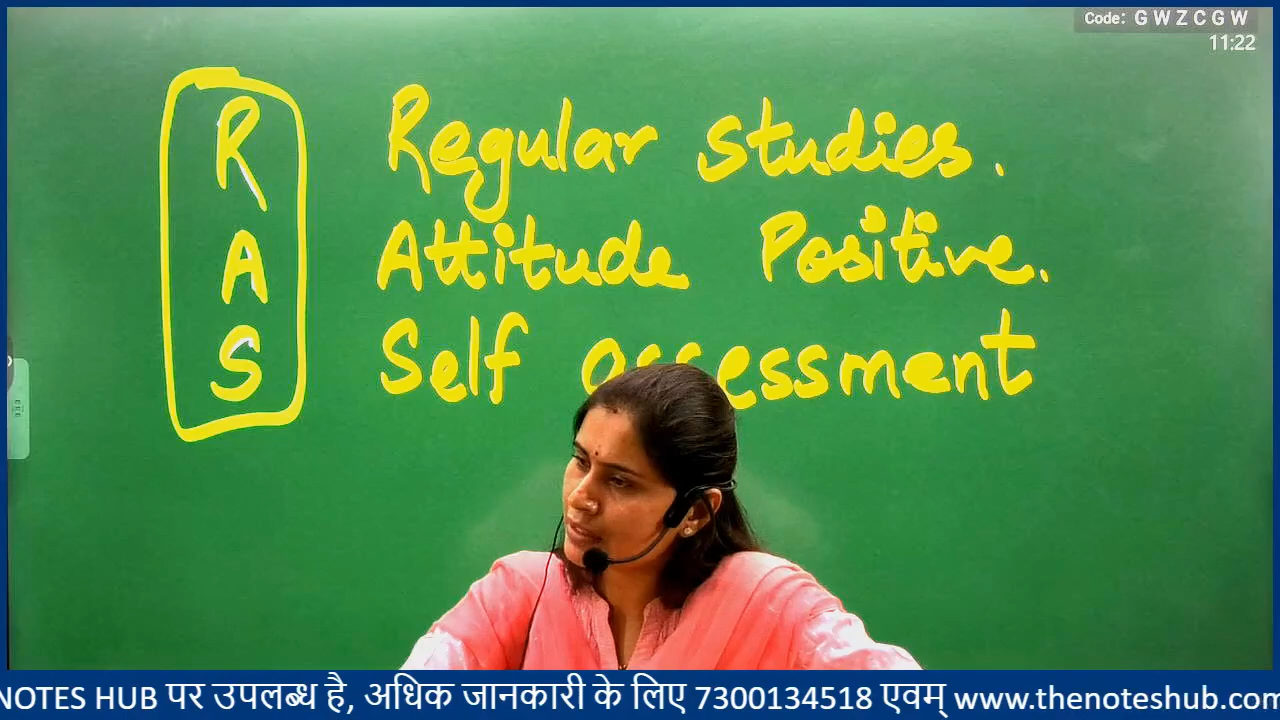 Code: G W Z C G W
11:22
R Regular studies.
A Attitude Positive.
S Self assessment
NOTES HUB पर उपलब्ध है, अधिक जानकारी के लिए 7300134518 एवम् www.thenoteshub.com